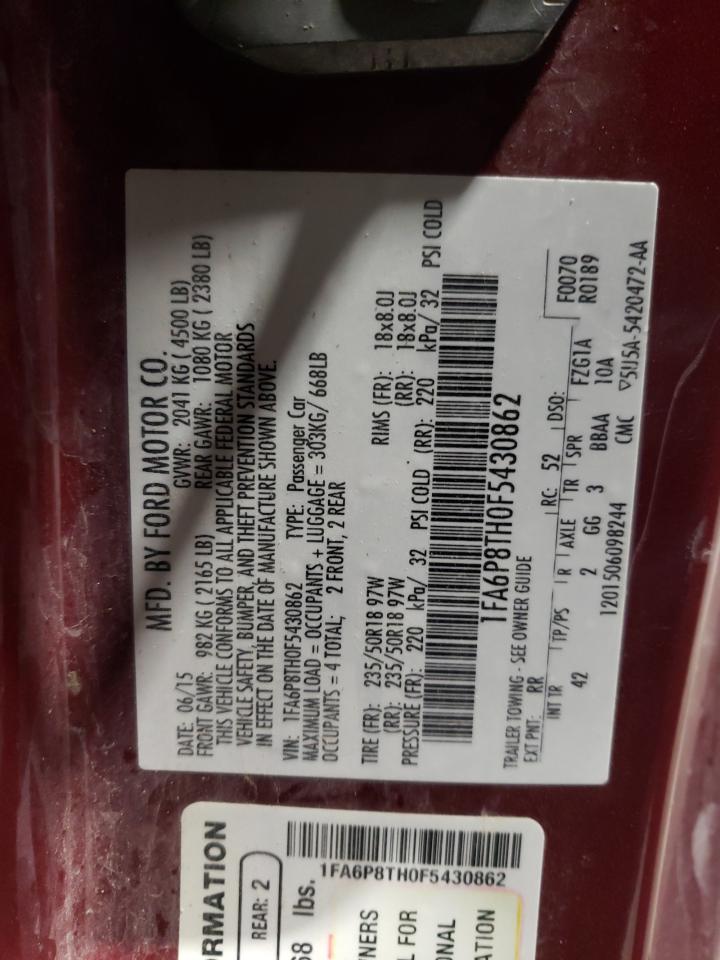 MFD. BY FORD MOTOR CO.
DATE: 06/15 GVWR: 2041 KG ( 4500 LB)
FRONT GAWR: 982 KG ( 2165 LB) REAR GAWR: 1080 KG ( 2380 LB)
THIS VEHICLE CONFORMS TO ALL APPLICABLE FEDERAL MOTOR
VEHICLE SAFETY, BUMPER, AND THEFT PREVENTION STANDARDS
IN EFFECT ON THE DATE OF MANUFACTURE SHOWN ABOVE.
VIN: 1FA6P8TH0F5430862 TYPE: Passenger Car
MAXIMUM LOAD = OCCUPANTS + LUGGAGE = 303KG/ 668LB
OCCUPANTS = 4 TOTAL; 2 FRONT, 2 REAR
TIRE (FR): 235/50R18 97W RIMS (FR): 18x8.0J
(RR): 235/50R18 97W (RR): 18x8.0J
PRESSURE (FR): 220 kPa/ 32 PSI COLD (RR): 220 kPa/ 32 PSI COLD
1FA6P8TH0F5430862
TRAILER TOWING - SEE OWNER GUIDE
EXT PNT: RR RC: 52 DSO:
INT TR TP/PS R AXLE TR SPR FZG1A F0070
42 2 GG 3 BBAA 10A R0189
1201506098244 CMC ▽5U5A-5420472-AA
RMATION
REAR: 2
1FA6P8TH0F5430862
68 lbs.
NERS
L FOR
ONAL
ATION